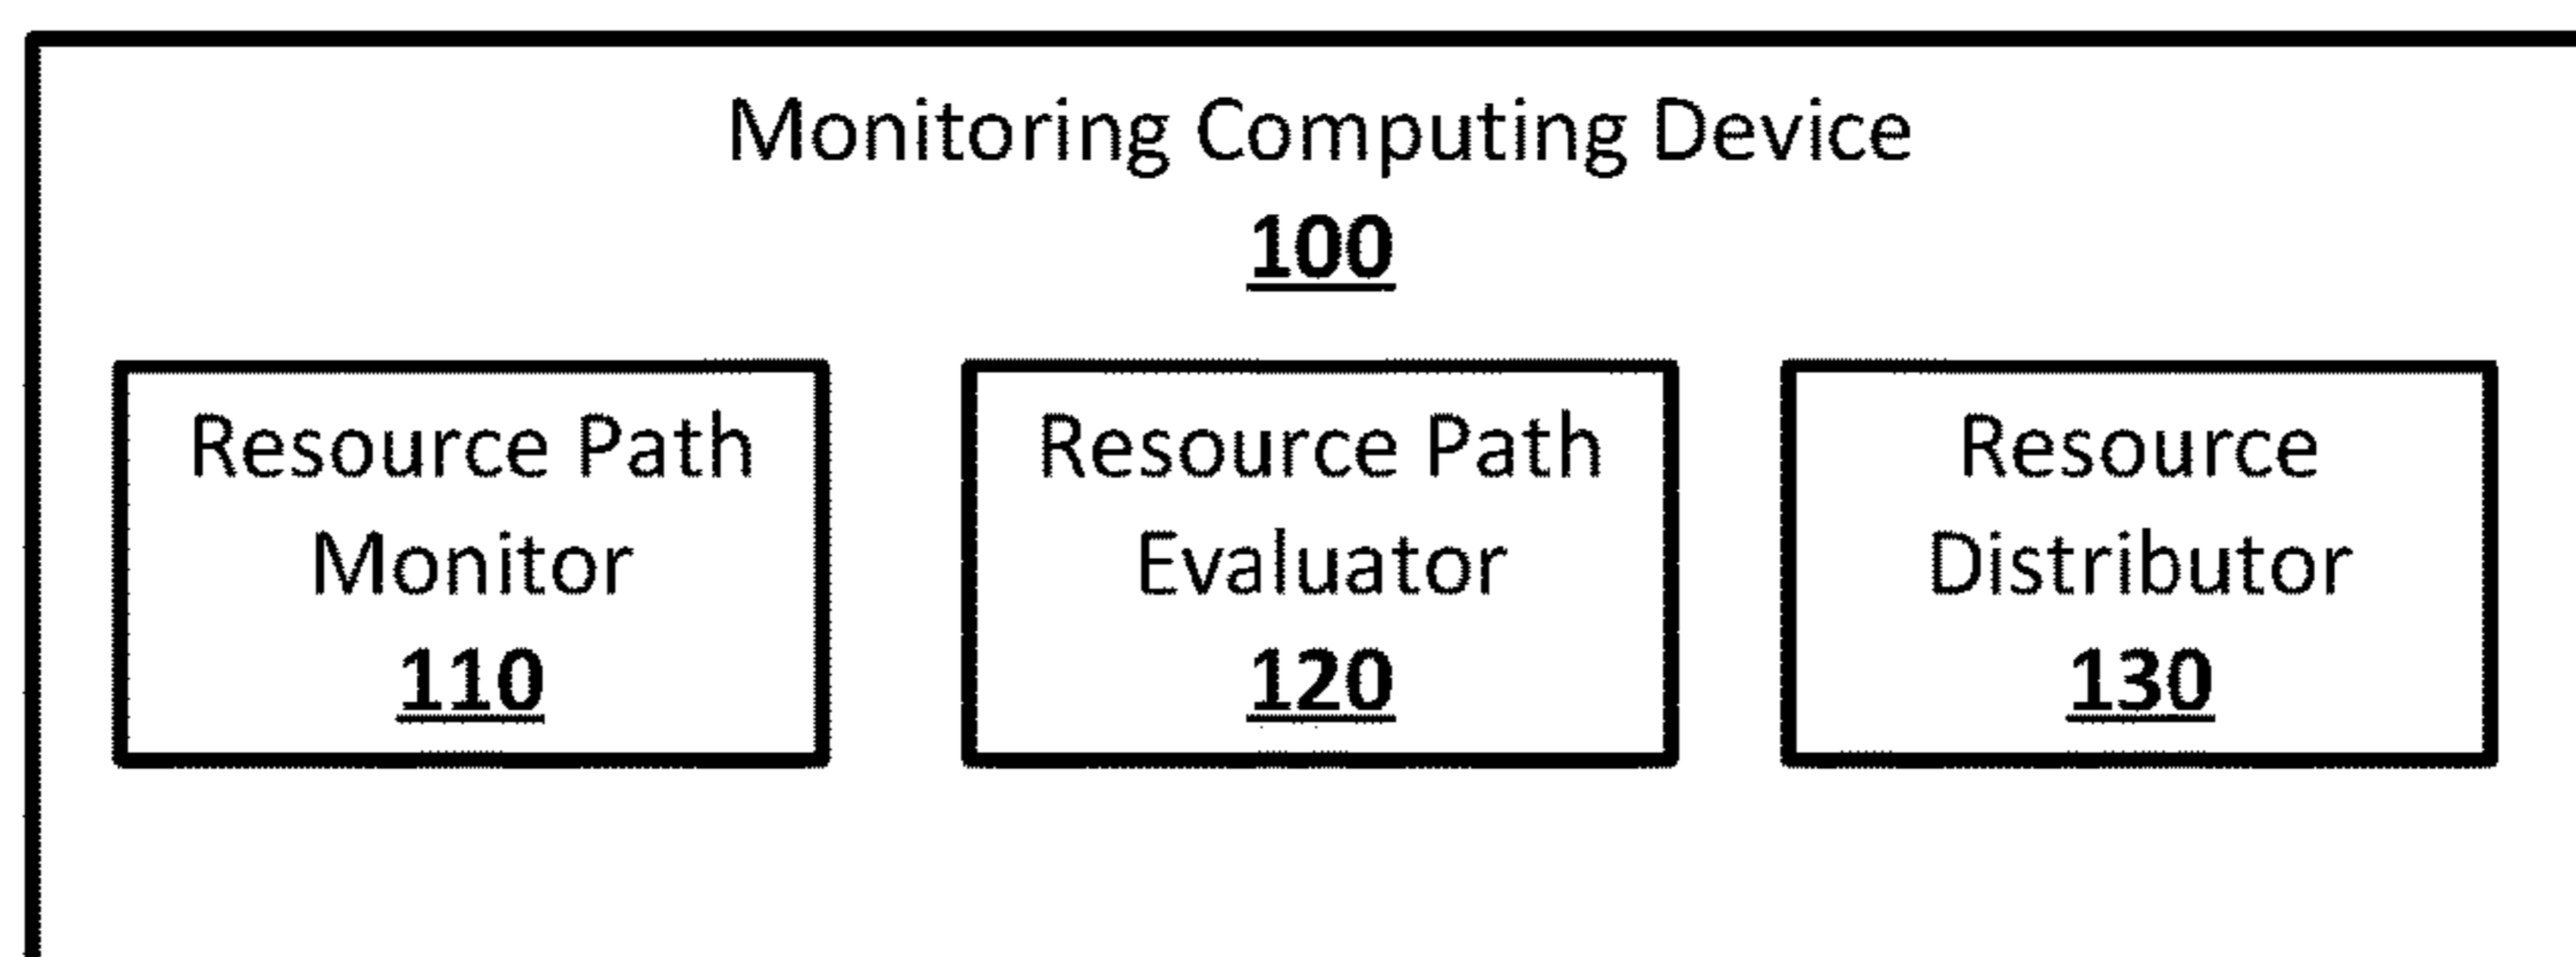 Monitoring Computing Device
100
Resource Path
Monitor
110
Resource Path
Evaluator
120
Resource
Distributor
130